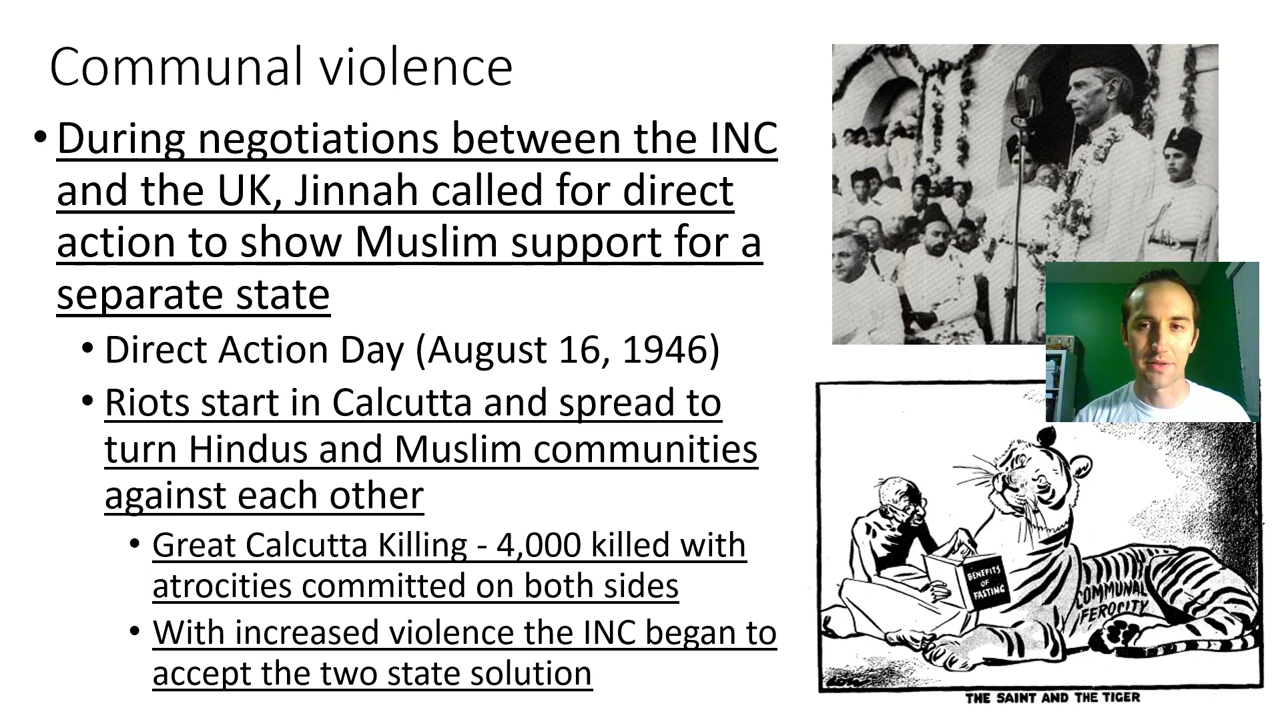 Communal violence
• During negotiations between the INC
and the UK, Jinnah called for direct
action to show Muslim support for a
separate state
• Direct Action Day (August 16, 1946)
• Riots start in Calcutta and spread to
turn Hindus and Muslim communities
against each other
• Great Calcutta Killing - 4,000 killed with
atrocities committed on both sides
• With increased violence the INC began to
accept the two state solution
BENEFITS
OF
FASTING
COMMUNAL
FEROCITY
THE SAINT AND THE TIGER